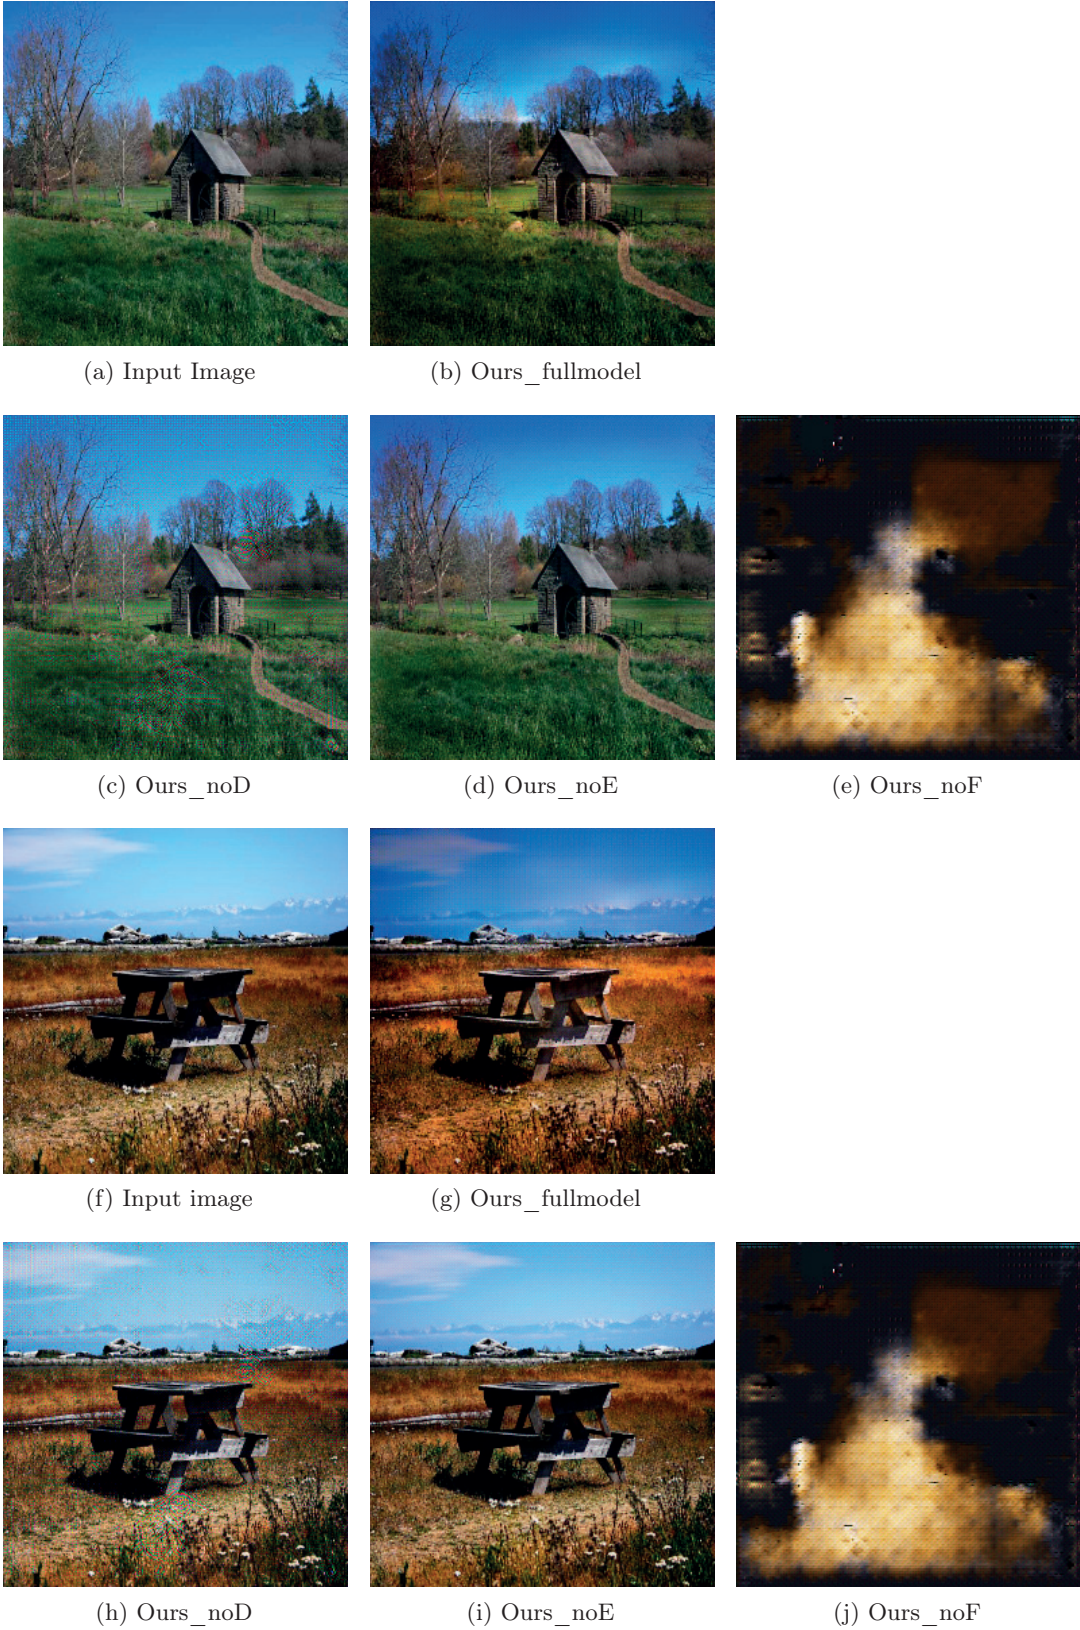 (a) Input Image
(b) Ours_fullmodel
(c) Ours_noD
(d) Ours_noE
(e) Ours_noF
(f) Input image
(g) Ours_fullmodel
(h) Ours_noD
(i) Ours_noE
(j) Ours_noF